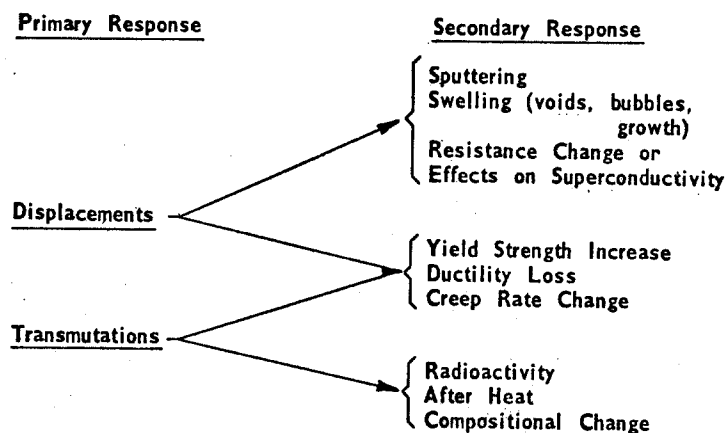 Primary Response
Secondary Response
Sputtering
Swelling (voids, bubbles,
growth)
Resistance Change or
Effects on Superconductivity
Displacements
Yield Strength Increase
Ductility Loss
Creep Rate Change
Transmutations
Radioactivity
After Heat
Compositional Change